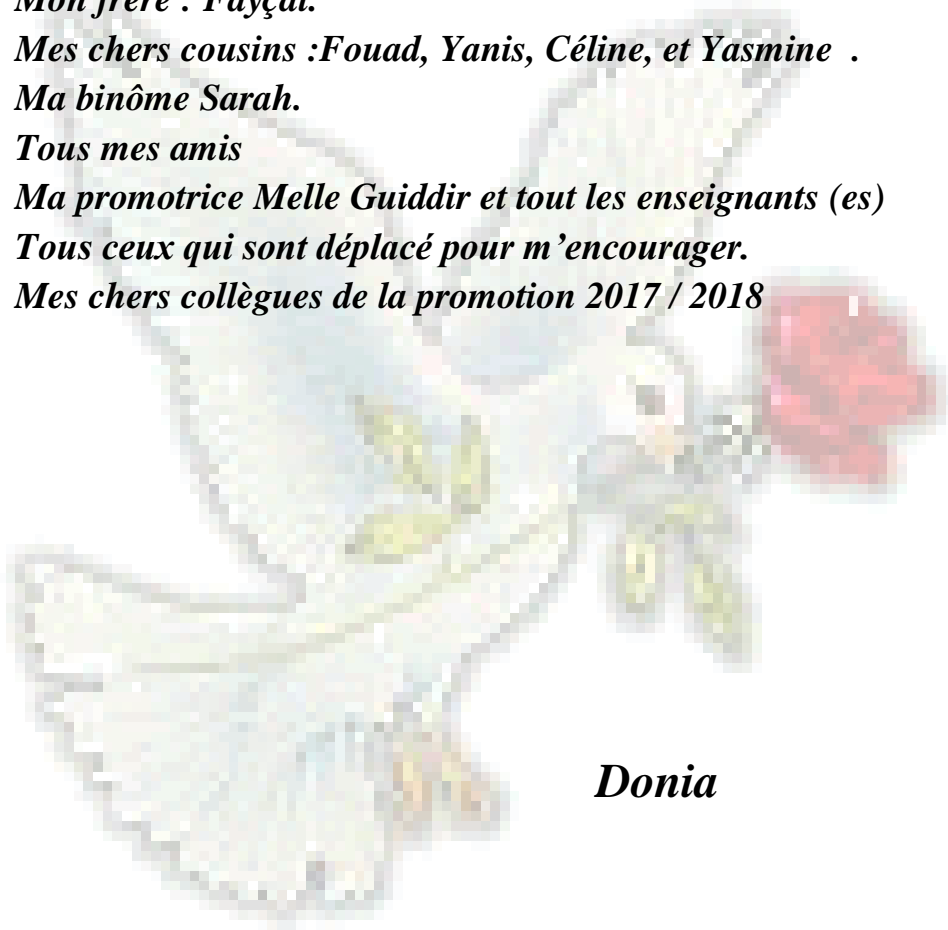 Mon frère : Fayçal.
Mes chers cousins :Fouad, Yanis, Céline, et Yasmine .
Ma binôme Sarah.
Tous mes amis
Ma promotrice Melle Guiddir et tout les enseignants (es)
Tous ceux qui sont déplacé pour m’encourager.
Mes chers collègues de la promotion 2017 / 2018
Donia